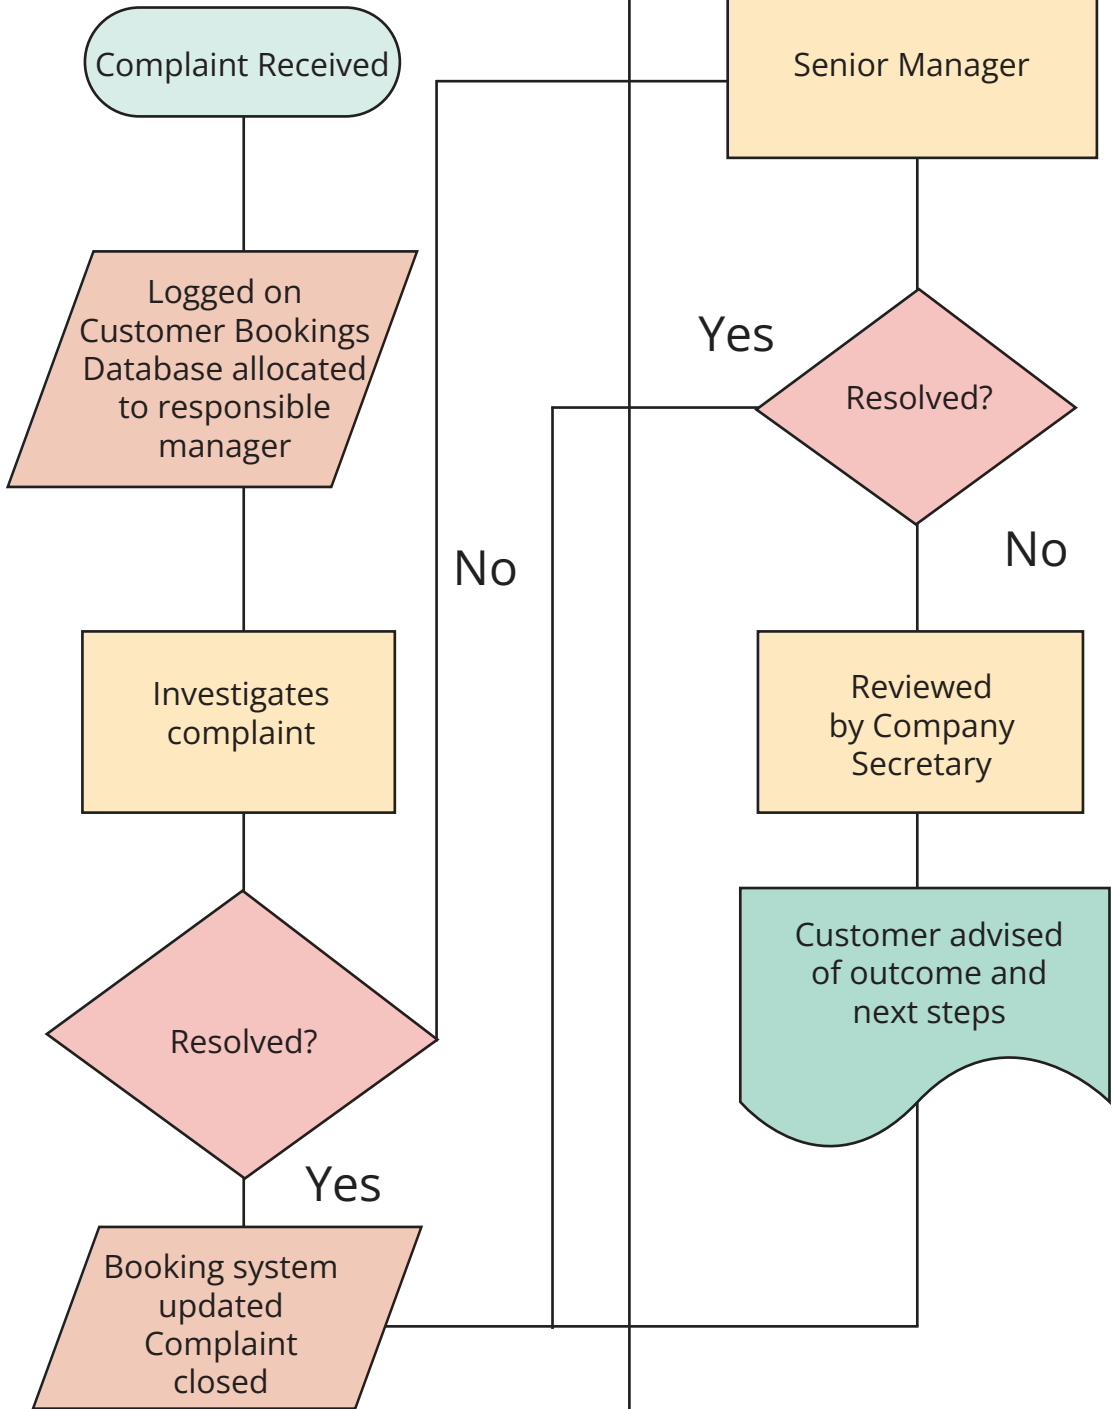 Complaint Received
Logged on
Customer Bookings
Database allocated
to responsible
manager
Investigates
complaint
Resolved?
No
Yes
Booking system
updated
Complaint
closed
Senior Manager
Resolved?
Yes
No
Reviewed
by Company
Secretary
Customer advised
of outcome and
next steps